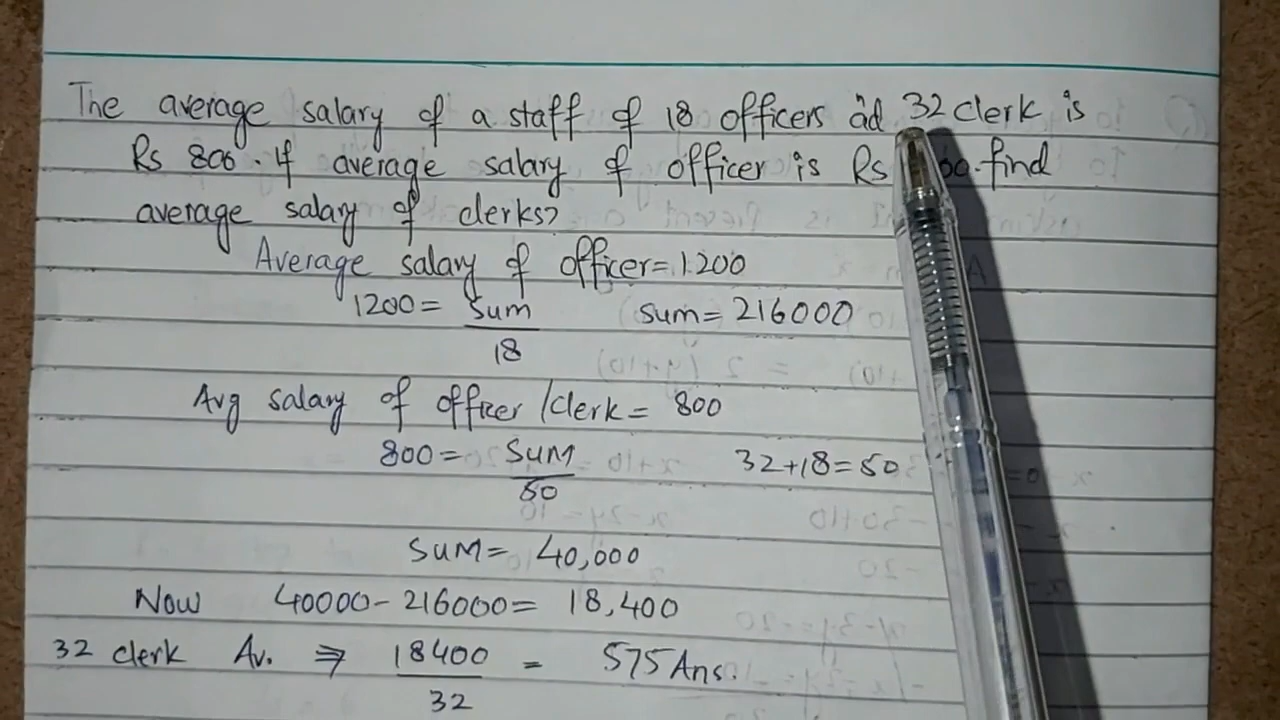 The average salary of a staff of 18 officers ad 32 clerk is
Rs 800. If average salary of officer is Rs 00. find
average salary of clerks?
Average salary of officer = 1200
1200 = Sum / 18 Sum = 216000
Avg salary of officer / clerk = 800
800 = SUM / 50 32+18=50
SUM = 40,000
Now 40000 - 216000 = 18,400
32 clerk Av. ⇒ 18400 / 32 = 575 Ans.